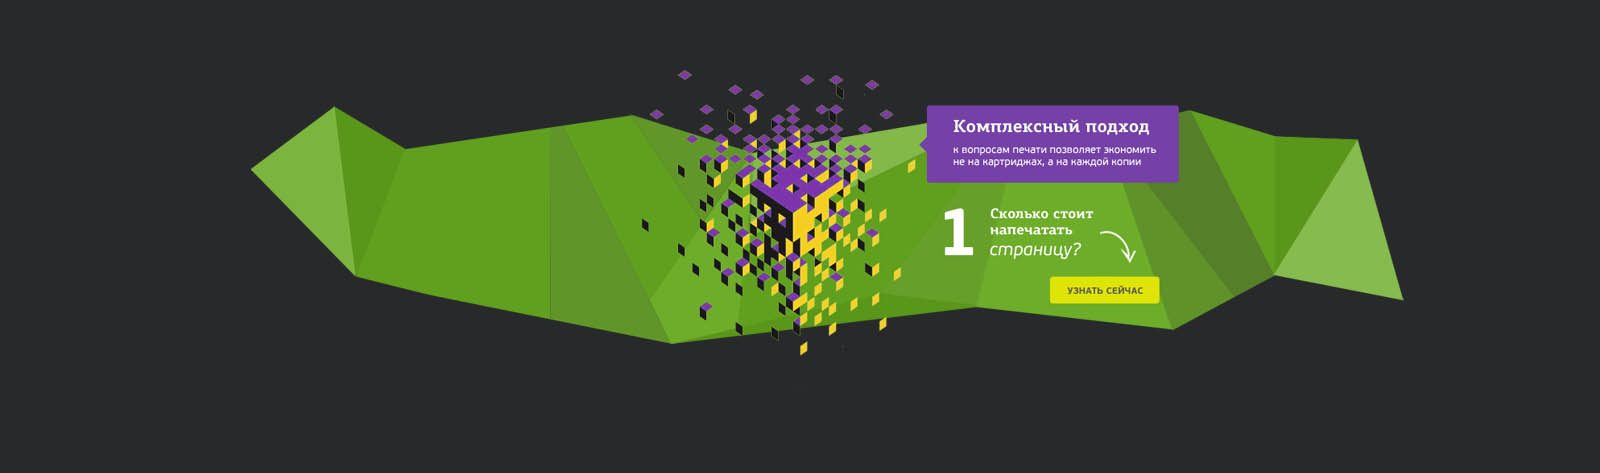 Комплексный подход
к вопросам печати позволяет экономить
не на картриджах, а на каждой копии
1
Сколько стоит
напечатать
страницу?
УЗНАТЬ СЕЙЧАС